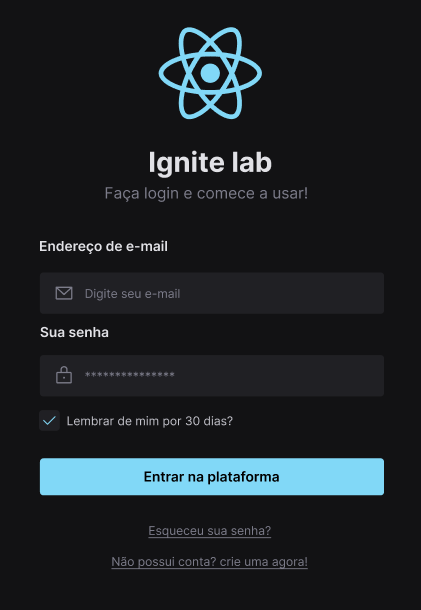 Ignite lab
Faça login e comece a usar!
Endereço de e-mail
Digite seu e-mail
Sua senha
***************
Lembrar de mim por 30 dias?
Entrar na plataforma
Esqueceu sua senha?
Não possui conta? crie uma agora!